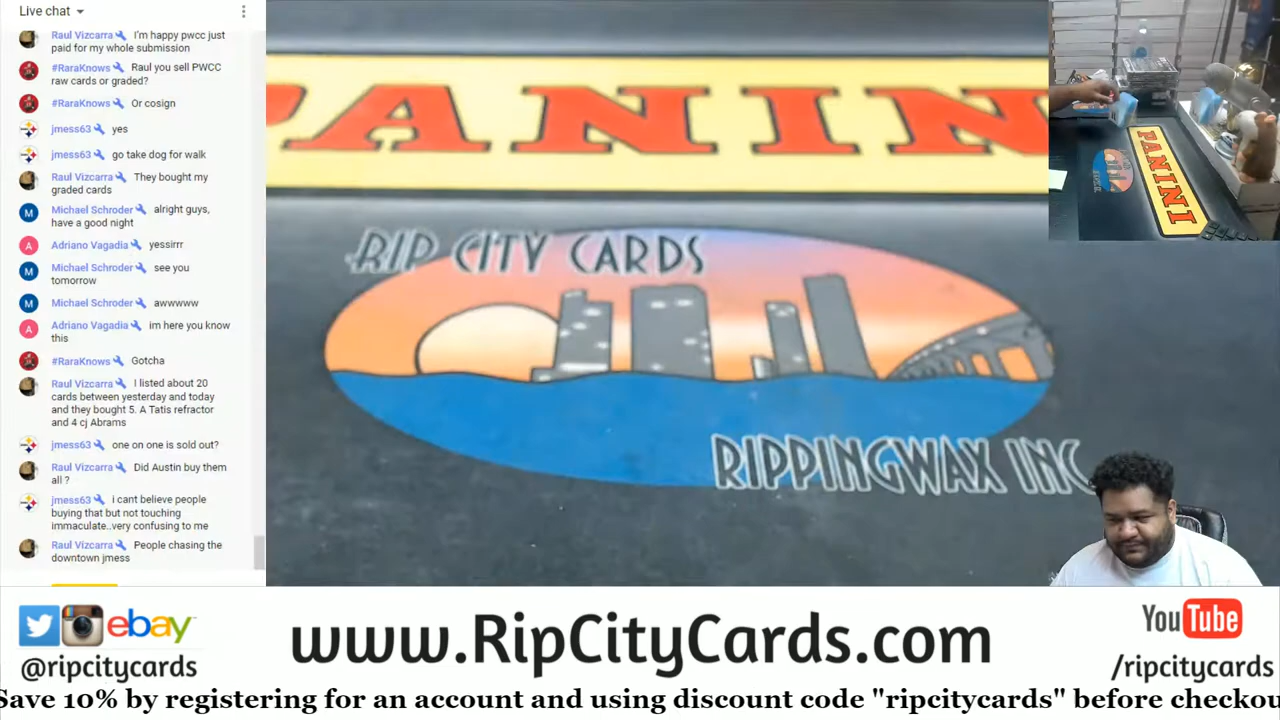 Live chat
Raul Vizcarra I'm happy pwcc just
paid for my whole submission
#RaraKnows Raul you sell PWCC
raw cards or graded?
#RaraKnows Or cosign
jmess63 yes
jmess63 go take dog for walk
Raul Vizcarra They bought my
graded cards
Michael Schroder alright guys,
have a good night
Adriano Vagadia yessirrr
Michael Schroder see you
tomorrow
Michael Schroder awwwww
Adriano Vagadia im here you know
this
#RaraKnows Gotcha
Raul Vizcarra I listed about 20
cards between yesterday and today
and they bought 5. A Tatis refractor
and 4 cj Abrams
jmess63 one on one is sold out?
Raul Vizcarra Did Austin buy them
all ?
jmess63 i cant believe people
buying that but not touching
immaculate..very confusing to me
Raul Vizcarra People chasing the
downtown jmess
PANINI
RIP CITY CARDS
RIPPINGWAX INC
PANINI
ebay
@ripcitycards
www.RipCityCards.com
YouTube
/ripcitycards
Save 10% by registering for an account and using discount code "ripcitycards" before checkou